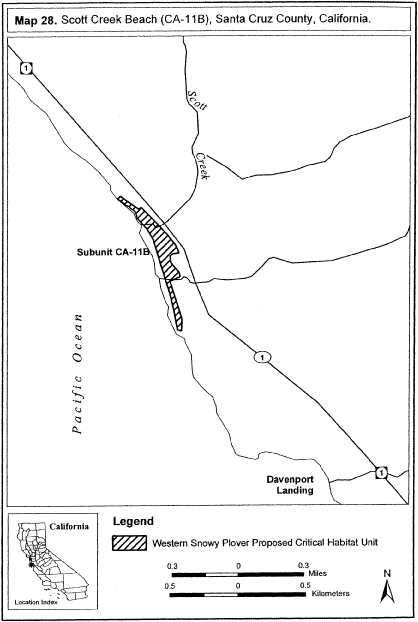 Map 28. Scott Creek Beach (CA-11B), Santa Cruz County, California.
1
Scott
Creek
Subunit CA-11B
Pacific Ocean
1
Davenport
Landing
1
California
Location Index
Legend
Western Snowy Plover Proposed Critical Habitat Unit
0.3 0 0.3
Miles
0.5 0 0.5
Kilometers
N